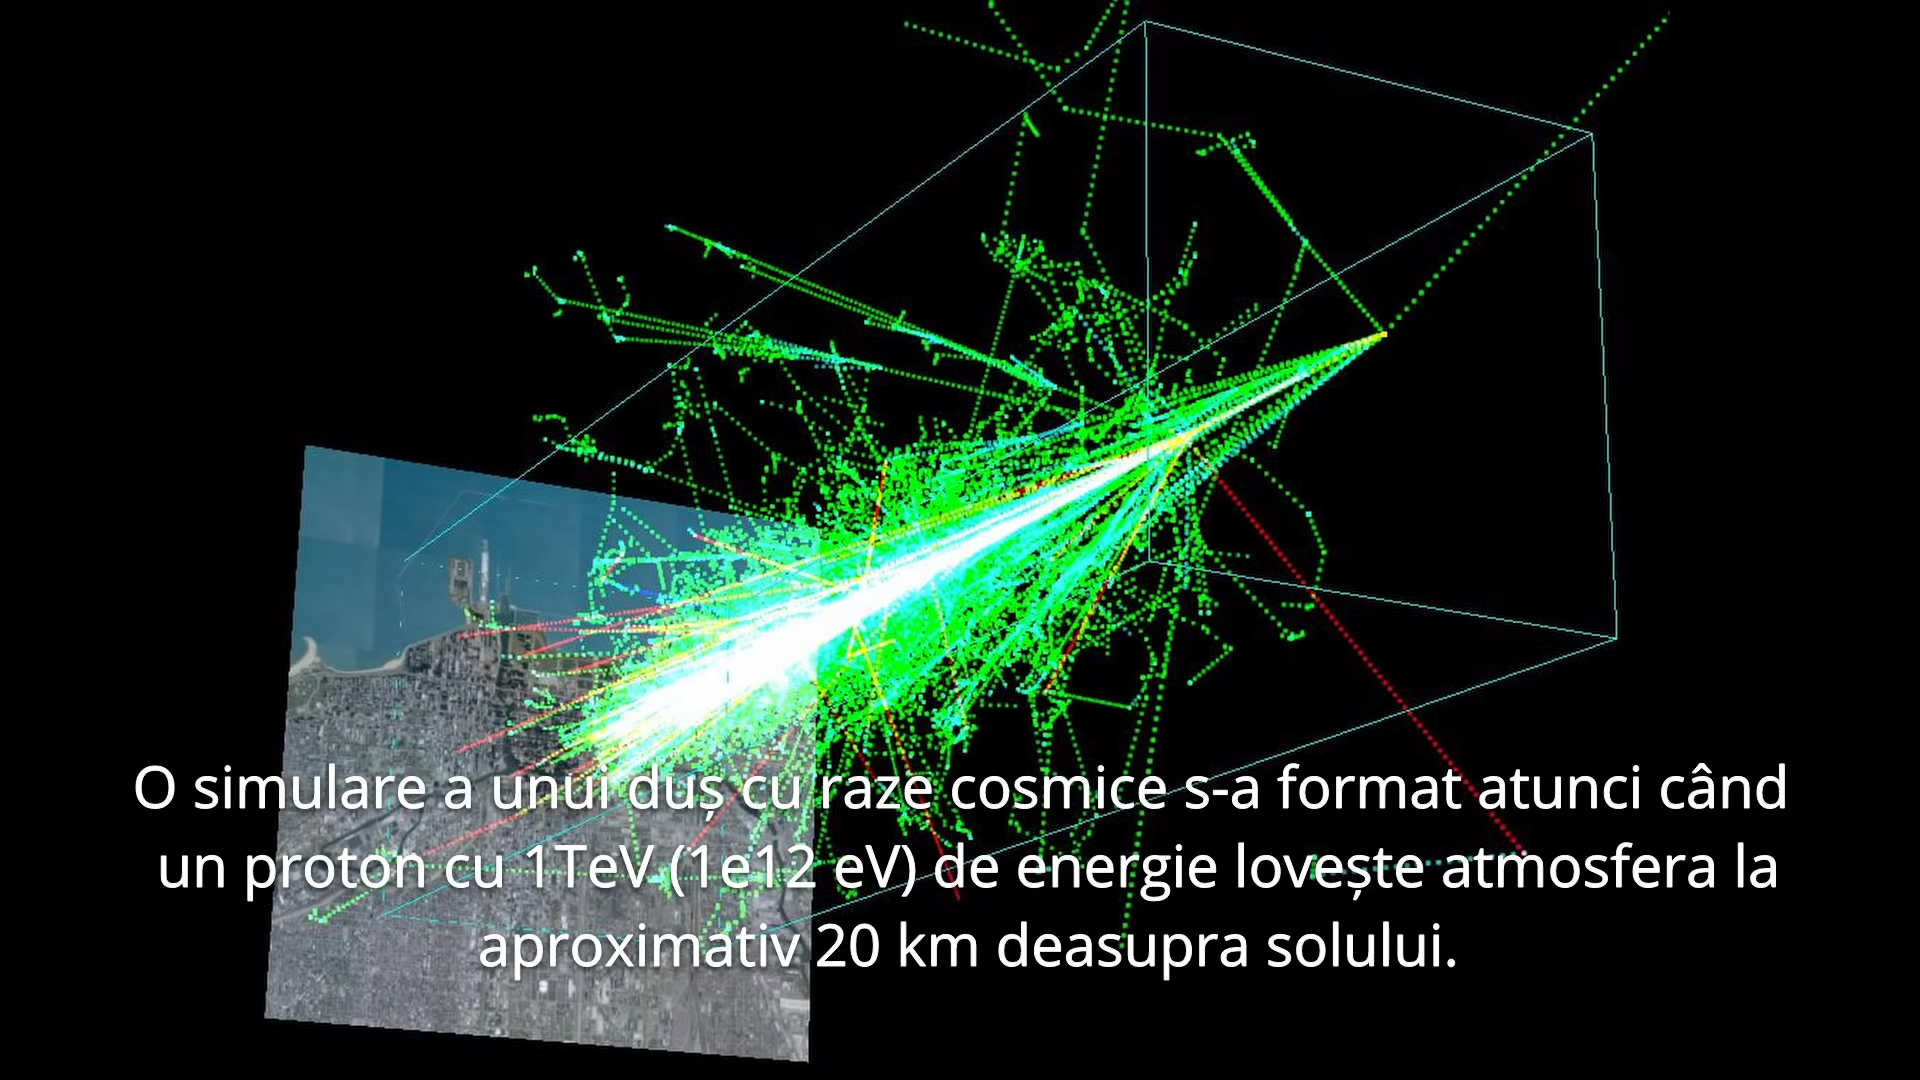 O simulare a unui duș cu raze cosmice s-a format atunci când
un proton cu 1TeV (1e12 eV) de energie lovește atmosfera la
aproximativ 20 km deasupra solului.